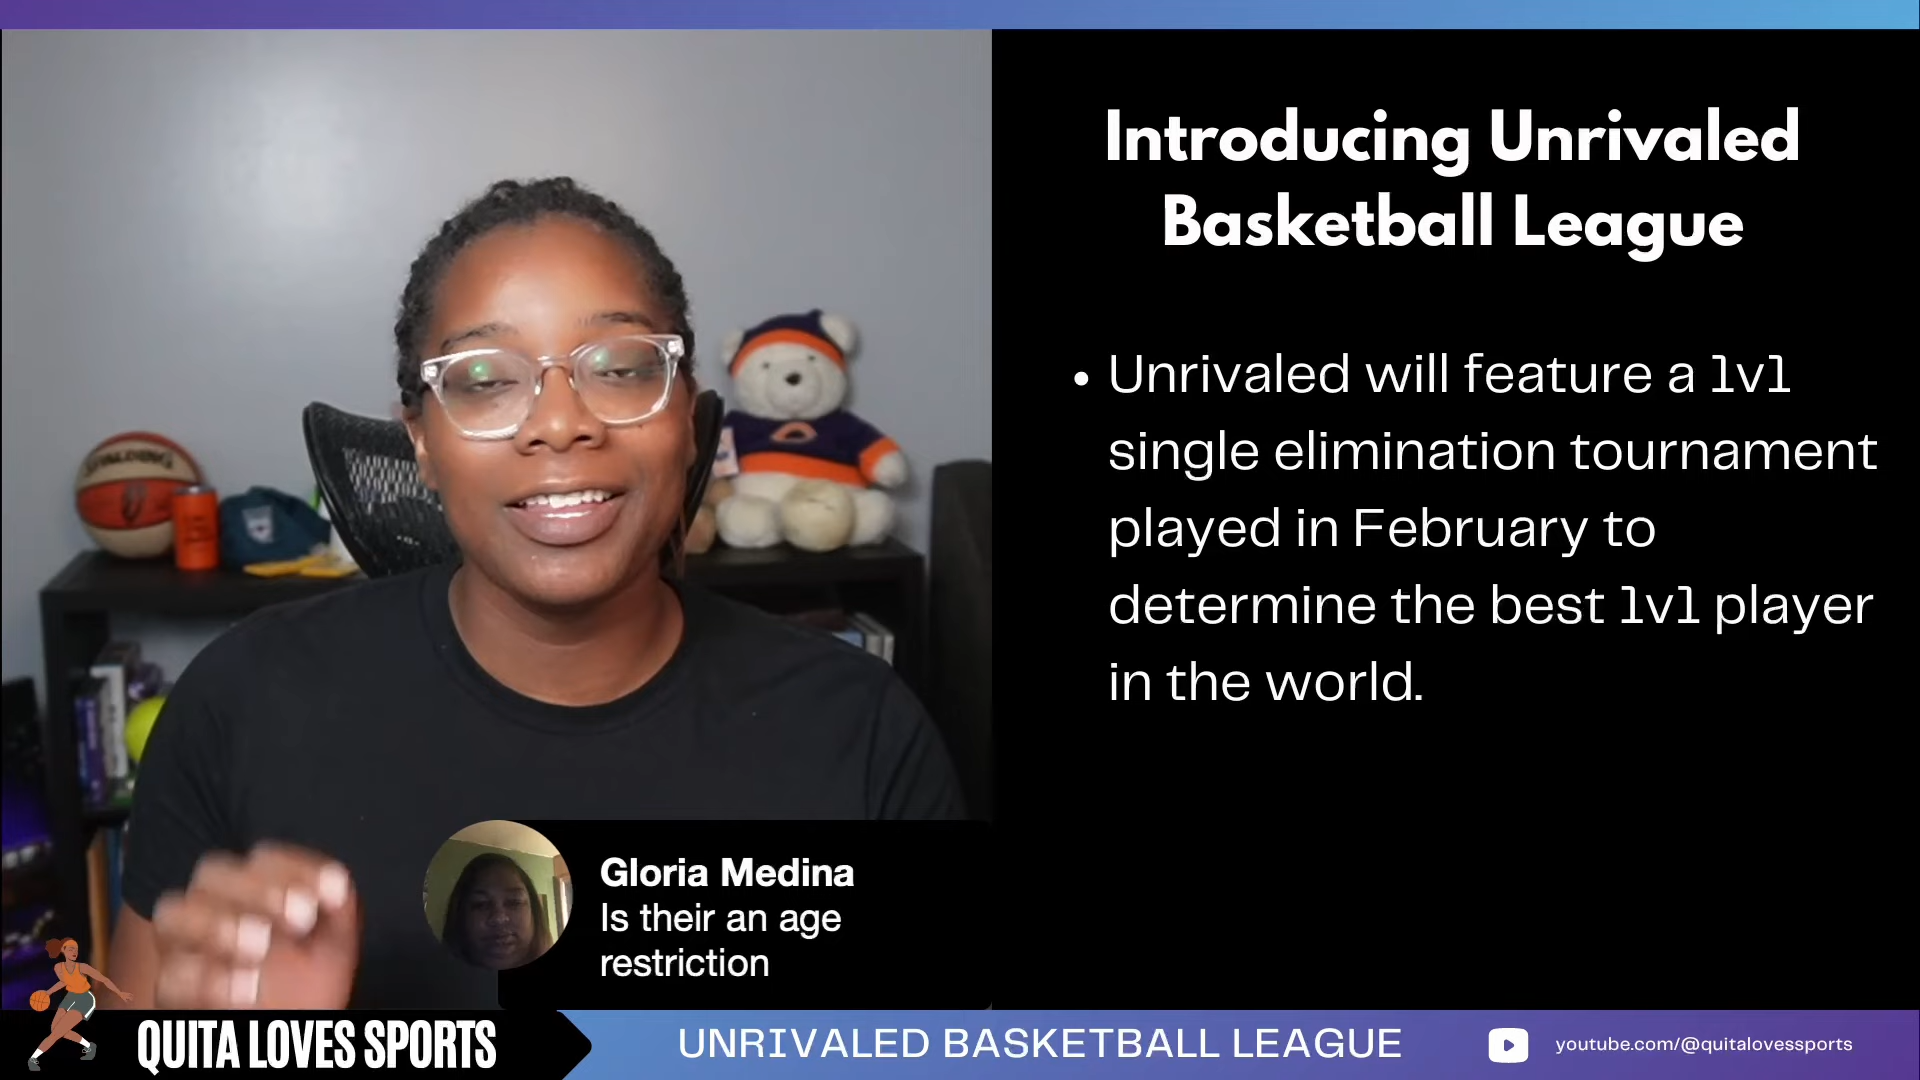 Introducing Unrivaled
Basketball League
• Unrivaled will feature a 1v1
single elimination tournament
played in February to
determine the best 1v1 player
in the world.
SPALDING
Gloria Medina
Is their an age
restriction
QUITA LOVES SPORTS
UNRIVALED BASKETBALL LEAGUE
youtube.com/@quitalovessports